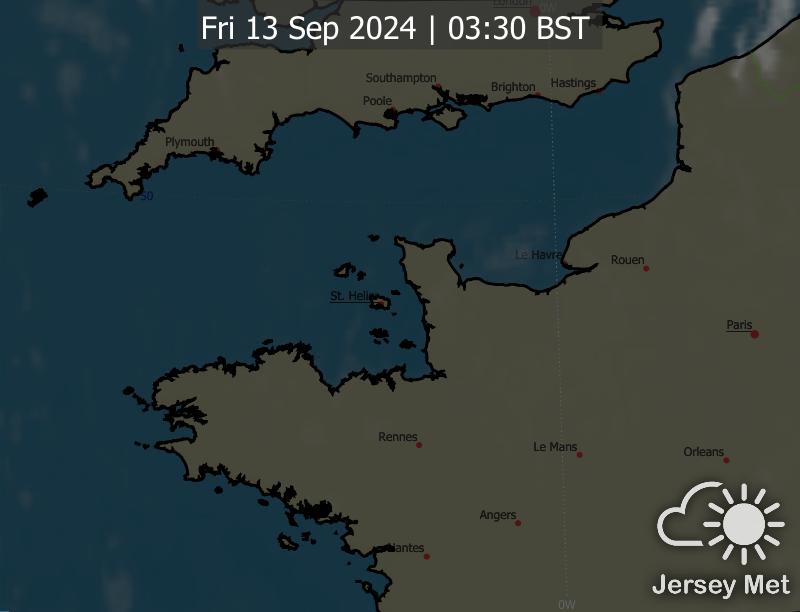 London
0W
Fri 13 Sep 2024 | 03:30 BST
Southampton
Brighton
Hastings
Poole
Plymouth
50
Le Havre
Rouen
St. Helier
Paris
Rennes
Le Mans
Orleans
Angers
Nantes
Jersey Met
0W